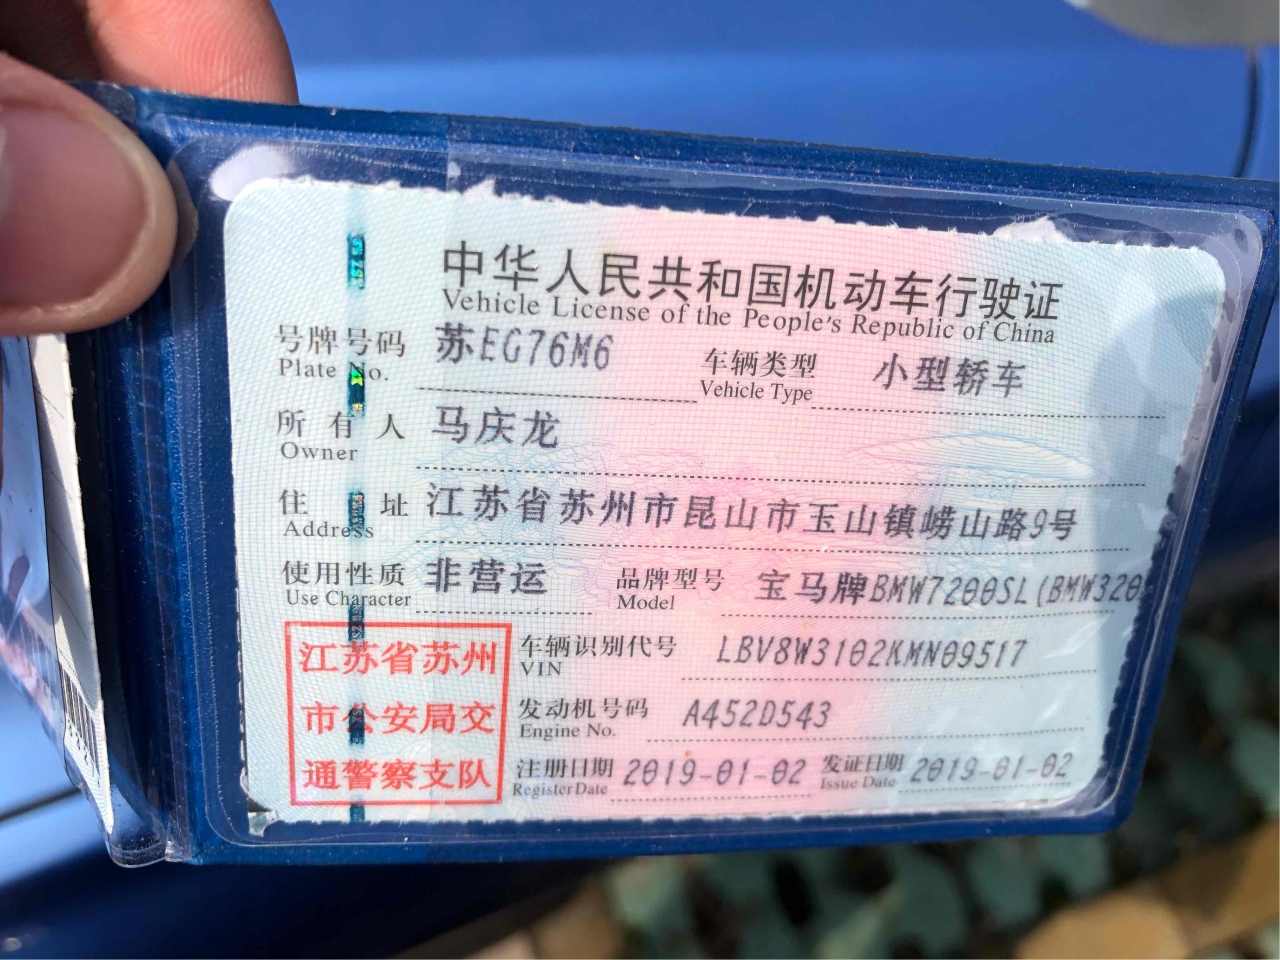 中华人民共和国机动车行驶证
Vehicle License of the People's Republic of China
号牌号码 苏EG76M6 车辆类型 小型轿车
Plate No. Vehicle Type
所有人 马庆龙
Owner
住址 江苏省苏州市昆山市玉山镇崂山路9号
Address
使用性质 非营运 品牌型号 宝马牌BMW7200SL(BMW320
Use Character Model
江苏省苏州
市公安局交
通警察支队
车辆识别代号 LBV8W3102KMN09517
VIN
发动机号码 A452D543
Engine No.
注册日期 2019-01-02 发证日期 2019-01-02
Register Date Issue Date